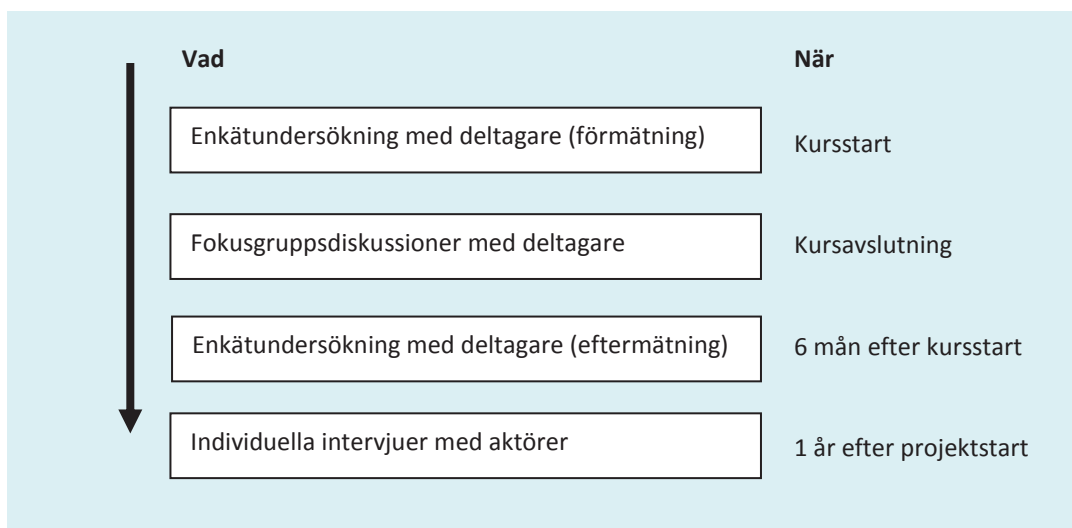 Vad När
Enkätundersökning med deltagare (förmätning) Kursstart
Fokusgruppsdiskussioner med deltagare Kursavslutning
Enkätundersökning med deltagare (eftermätning) 6 mån efter kursstart
Individuella intervjuer med aktörer 1 år efter projektstart